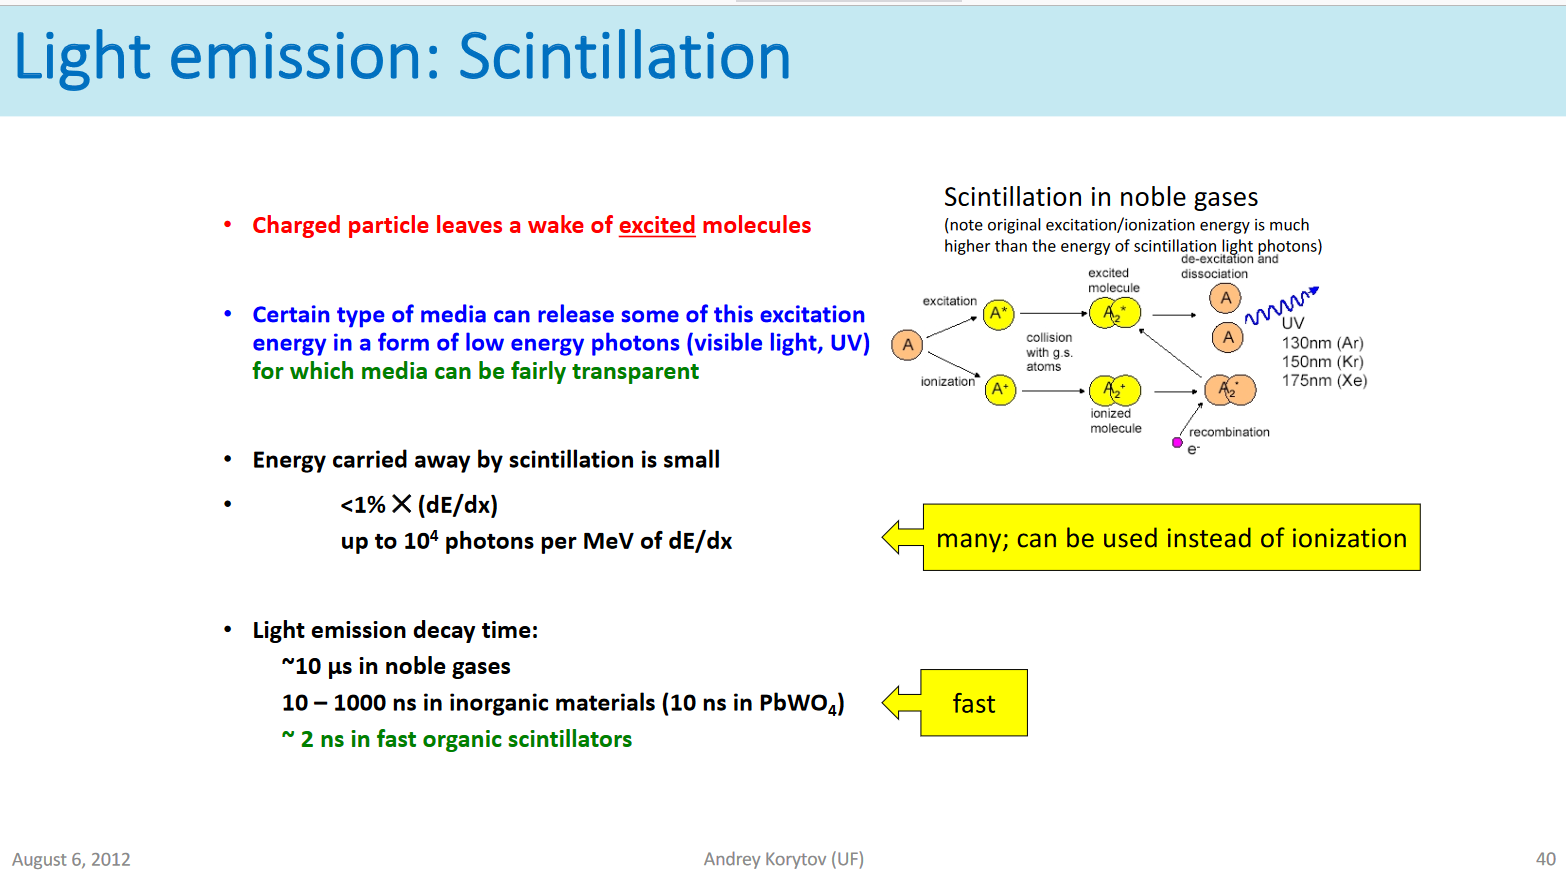 Light emission: Scintillation
• Charged particle leaves a wake of excited molecules
• Certain type of media can release some of this excitation
energy in a form of low energy photons (visible light, UV)
for which media can be fairly transparent
• Energy carried away by scintillation is small
• <1% ✕ (dE/dx)
up to 10⁴ photons per MeV of dE/dx
many; can be used instead of ionization
• Light emission decay time:
~10 μs in noble gases
10 – 1000 ns in inorganic materials (10 ns in PbWO₄)
fast
~ 2 ns in fast organic scintillators
Scintillation in noble gases
(note original excitation/ionization energy is much
higher than the energy of scintillation light photons)
de-excitation and
dissociation
excited
molecule
excitation
A
A*
A₂*
A
A
UV
130nm (Ar)
150nm (Kr)
175nm (Xe)
collision
with g.s.
atoms
ionization
A⁺
A₂⁺
A₂*
ionized
molecule
recombination
e⁻
August 6, 2012
Andrey Korytov (UF)
40